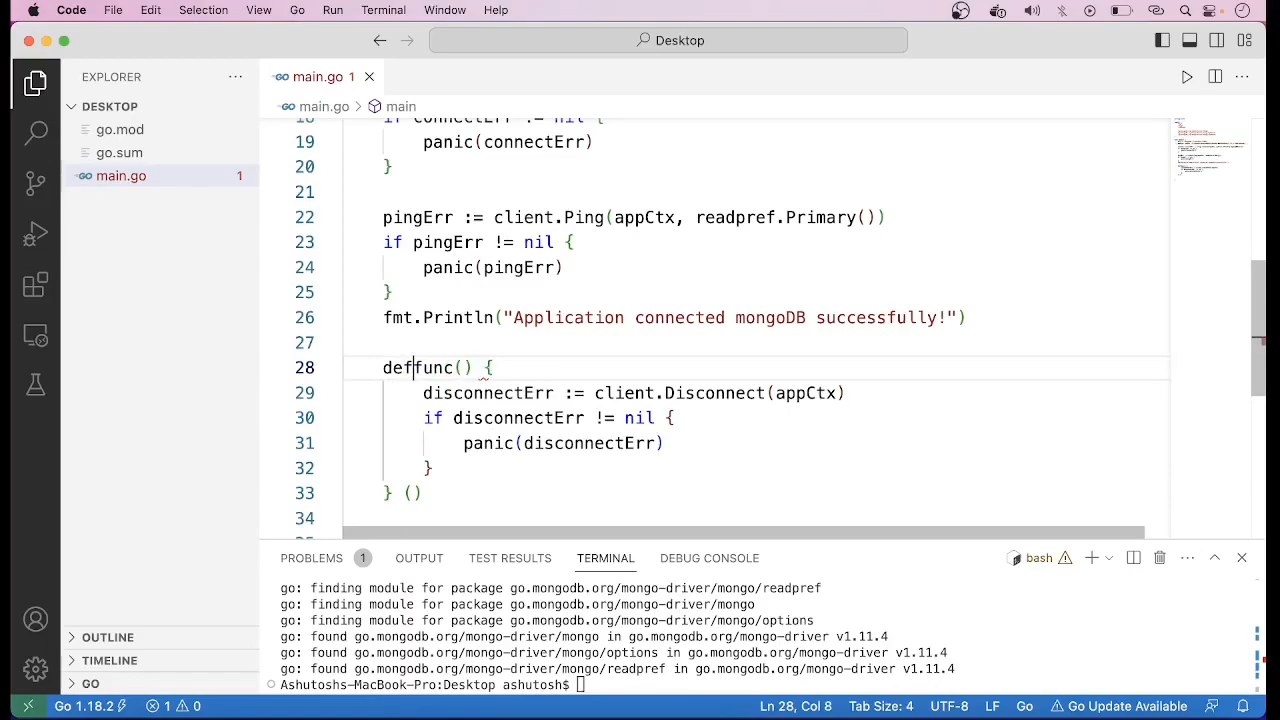 Code File Edit Selection View Go Run Terminal Window Help
Desktop
EXPLORER
DESKTOP
go.mod
go.sum
main.go 1
OUTLINE
TIMELINE
GO
main.go 1
main.go > main
18 if connectErr != nil {
19 panic(connectErr)
20 }
21
22 pingErr := client.Ping(appCtx, readpref.Primary())
23 if pingErr != nil {
24 panic(pingErr)
25 }
26 fmt.Println("Application connected mongoDB successfully!")
27
28 deffunc() {
29 disconnectErr := client.Disconnect(appCtx)
30 if disconnectErr != nil {
31 panic(disconnectErr)
32 }
33 } ()
34
PROBLEMS 1 OUTPUT TEST RESULTS TERMINAL DEBUG CONSOLE bash
go: finding module for package go.mongodb.org/mongo-driver/mongo/readpref
go: finding module for package go.mongodb.org/mongo-driver/mongo
go: finding module for package go.mongodb.org/mongo-driver/mongo/options
go: found go.mongodb.org/mongo-driver/mongo in go.mongodb.org/mongo-driver v1.11.4
go: found go.mongodb.org/mongo-driver/mongo/options in go.mongodb.org/mongo-driver v1.11.4
go: found go.mongodb.org/mongo-driver/mongo/readpref in go.mongodb.org/mongo-driver v1.11.4
Ashutoshs-MacBook-Pro:Desktop ashutosh$
Go 1.18.2 1 0 Ln 28, Col 8 Tab Size: 4 UTF-8 LF Go Go Update Available